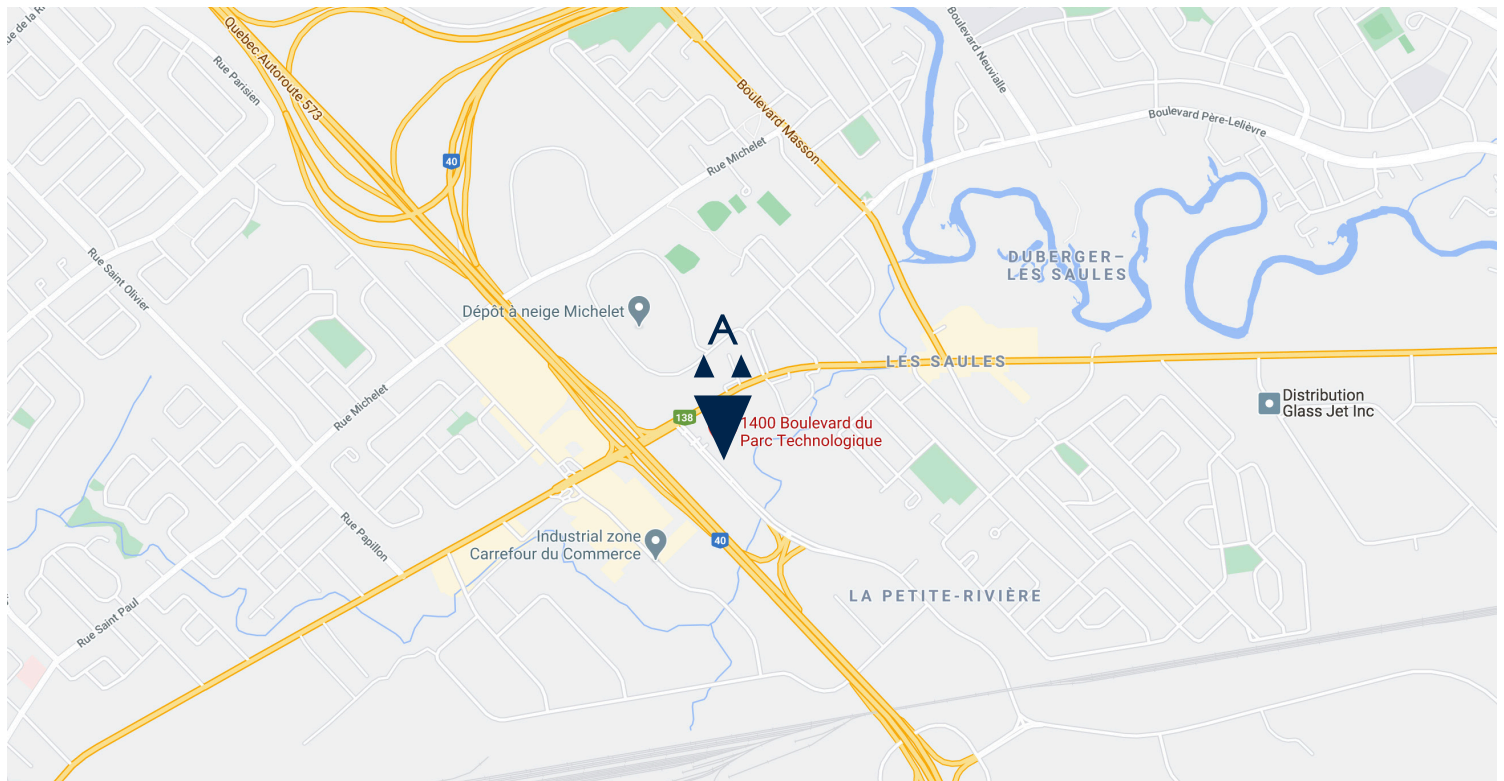 Quebec Autoroute 573
Rue Parisien
Boulevard Neuvialle
Boulevard Masson
Boulevard Père-Lelièvre
Rue Michelet
40
Rue Saint Olivier
DUBERGER–
LES SAULES
Dépôt à neige Michelet
A
LES SAULES
Rue Michelet
138
1400 Boulevard du
Parc Technologique
Distribution
Glass Jet Inc
Rue Papillon
Industrial zone
Carrefour du Commerce
40
LA PETITE-RIVIÈRE
Rue Saint Paul